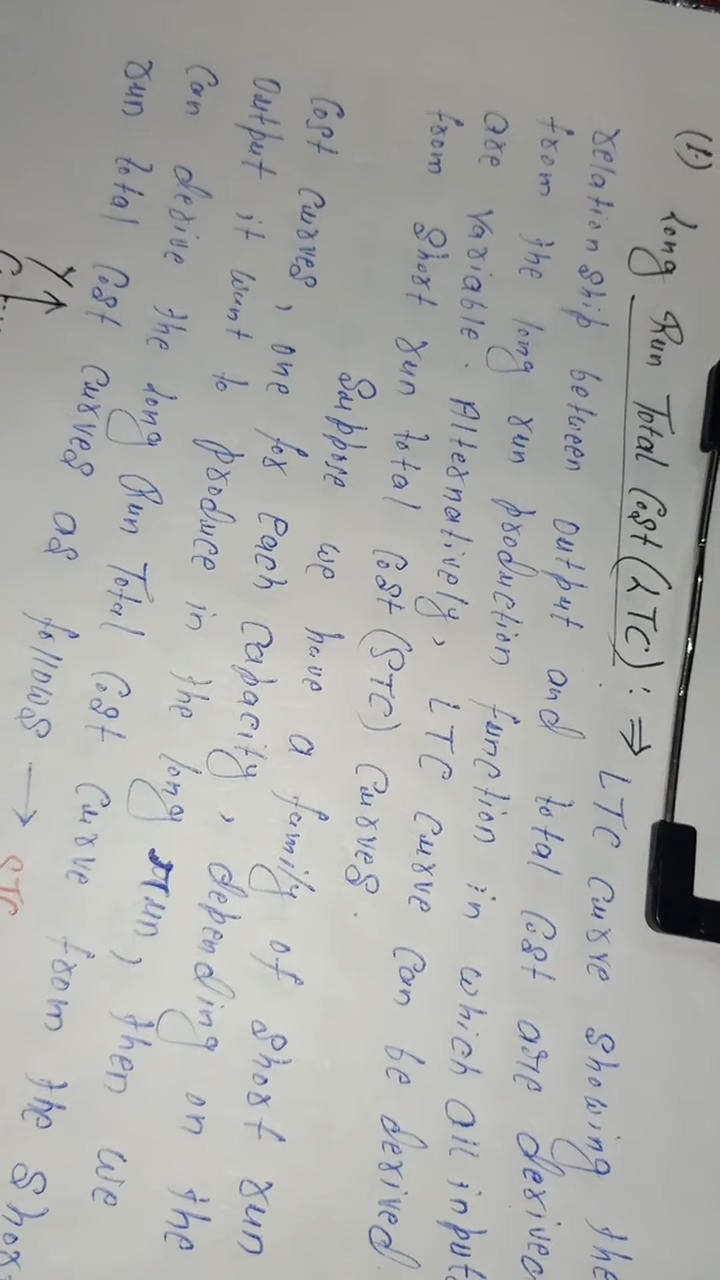 (1.) Long Run Total Cost (LTC) :⇒ LTC curve showing the
relationship between output and total cost are derived
from the long run production function in which all input
are variable. Alternatively, LTC curve can be derived
from short run total cost (STC) curves.
Suppose we have a family of short run
cost curves, one for each capacity, depending on the
output it want to produce in the long run, then we
can derive the long Run Total cost curve from the shor
run total cost curves as follows →
STC
Y